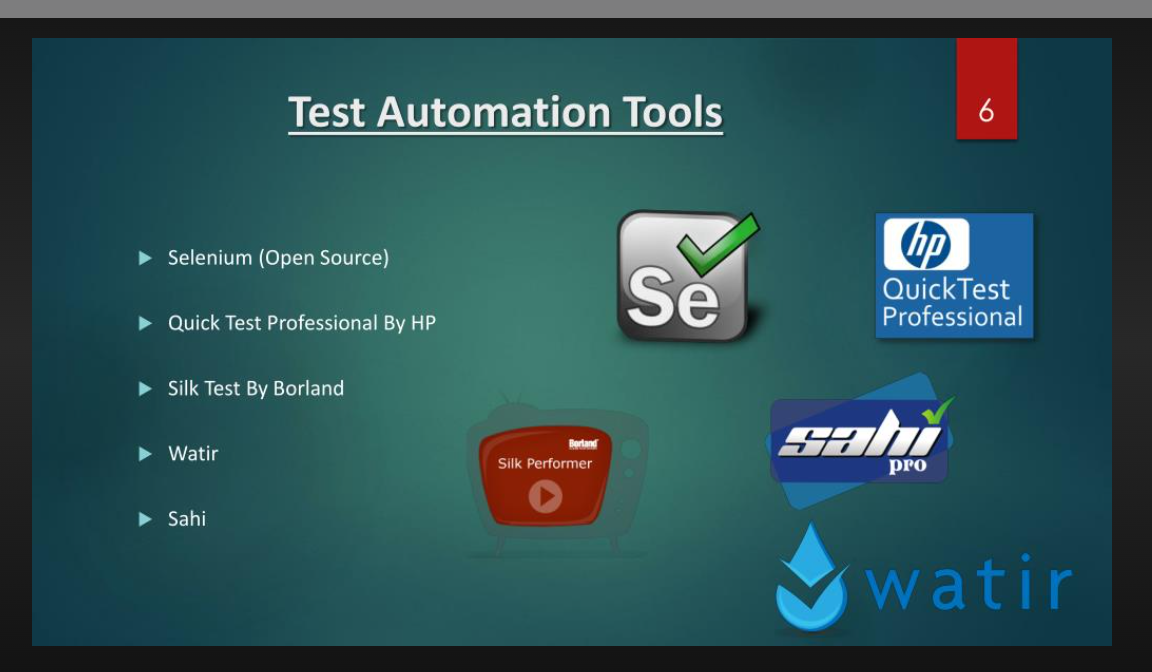 Test Automation Tools
6
Selenium (Open Source)
Quick Test Professional By HP
Silk Test By Borland
Watir
Sahi
Se
hp
QuickTest
Professional
Borland
Silk Performer
sahi
pro
watir